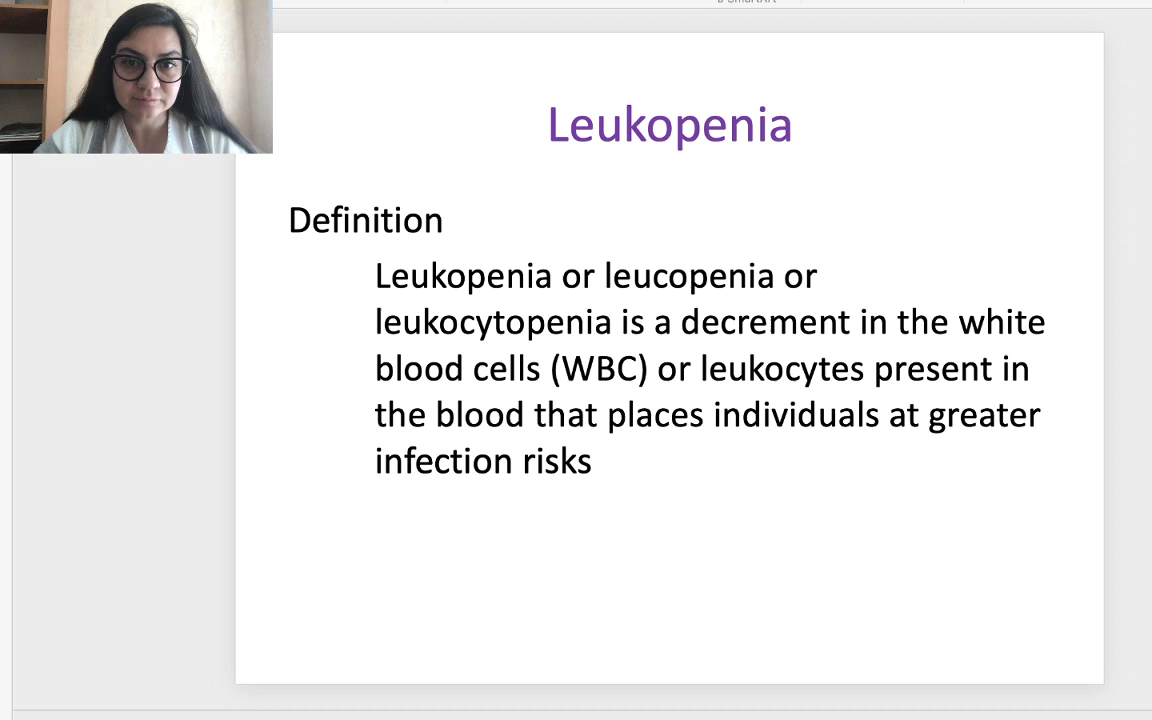 Leukopenia
Definition
Leukopenia or leucopenia or
leukocytopenia is a decrement in the white
blood cells (WBC) or leukocytes present in
the blood that places individuals at greater
infection risks